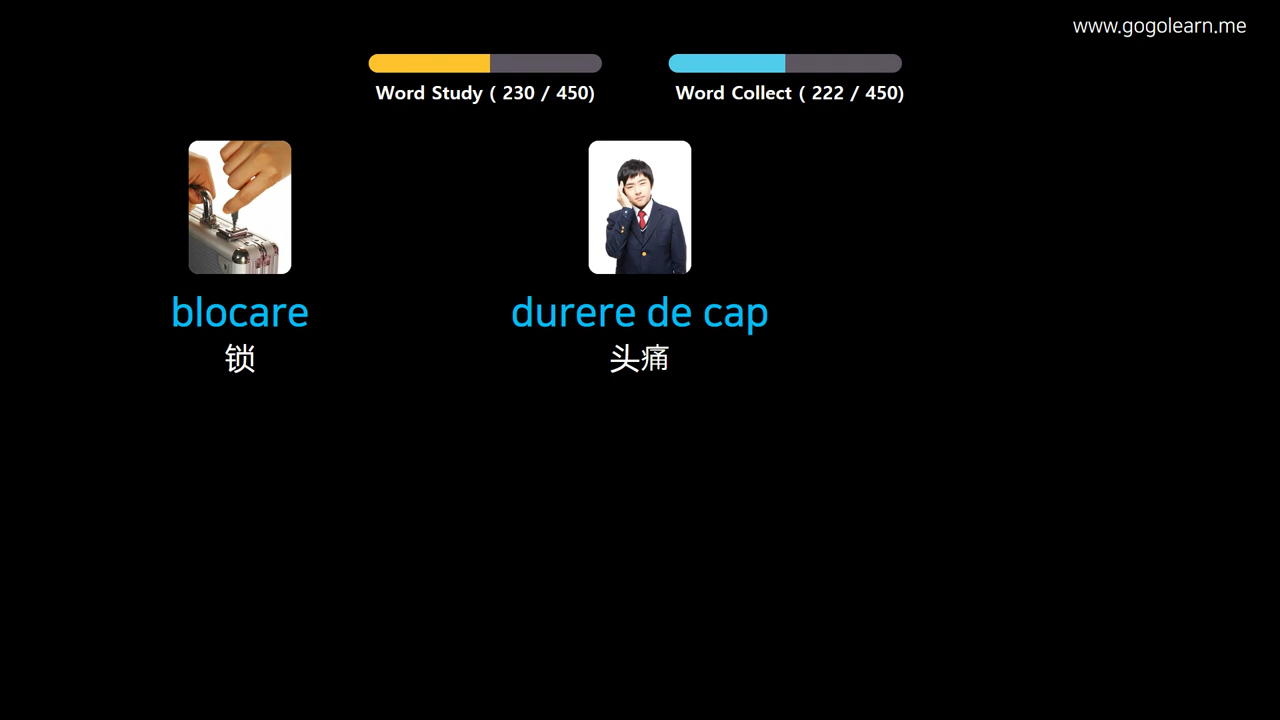 www.gogolearn.me
Word Study ( 230 / 450)
Word Collect ( 222 / 450)
blocare
锁
durere de cap
头痛